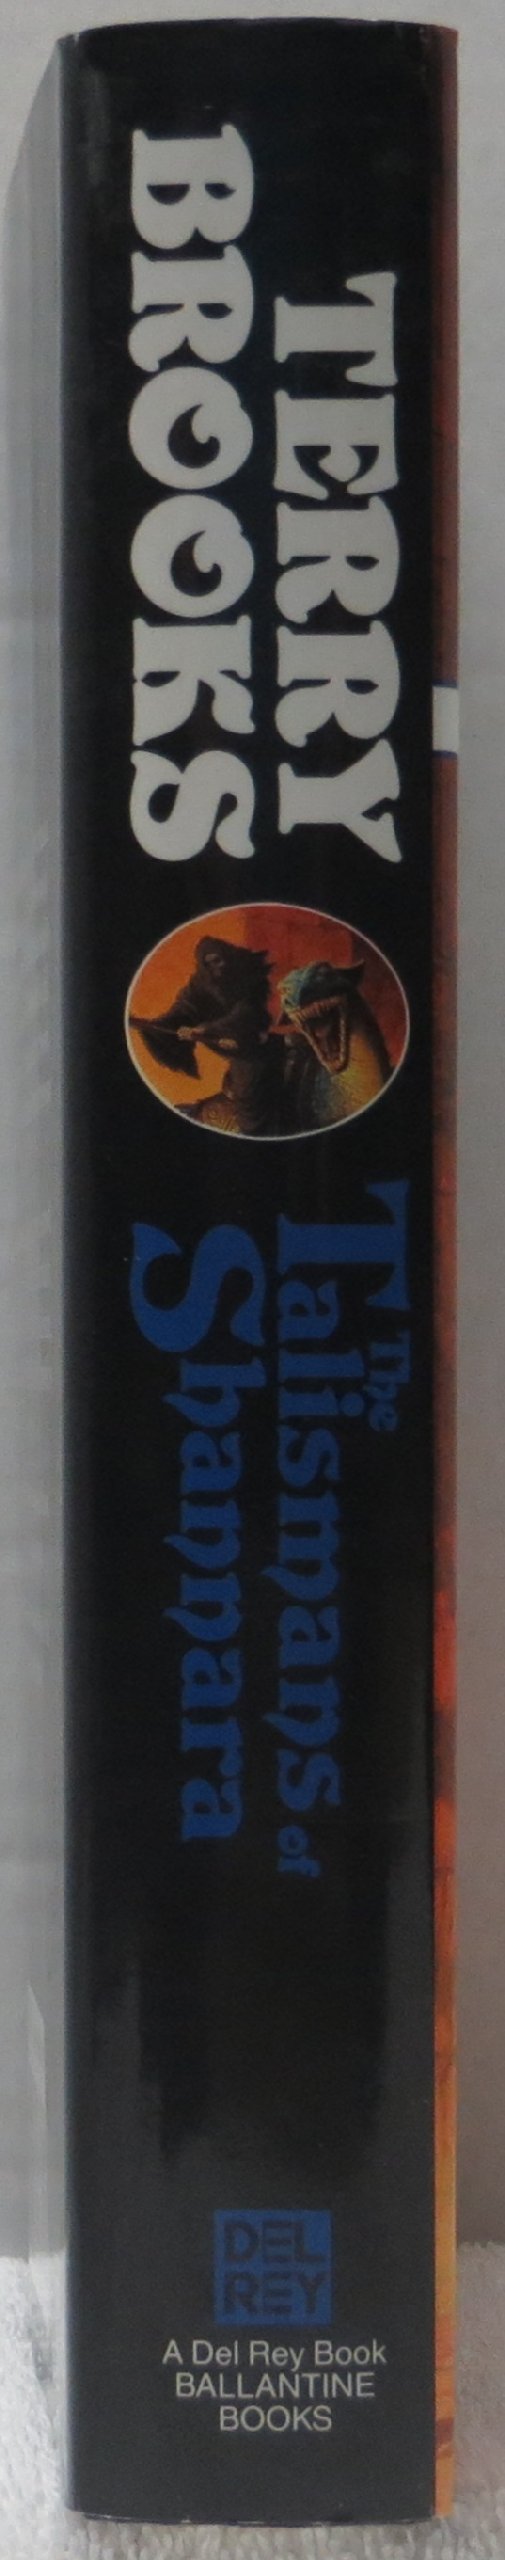 TERRY
BROOKS
The
Talismans of
Shannara
DEL
REY
A Del Rey Book
BALLANTINE
BOOKS